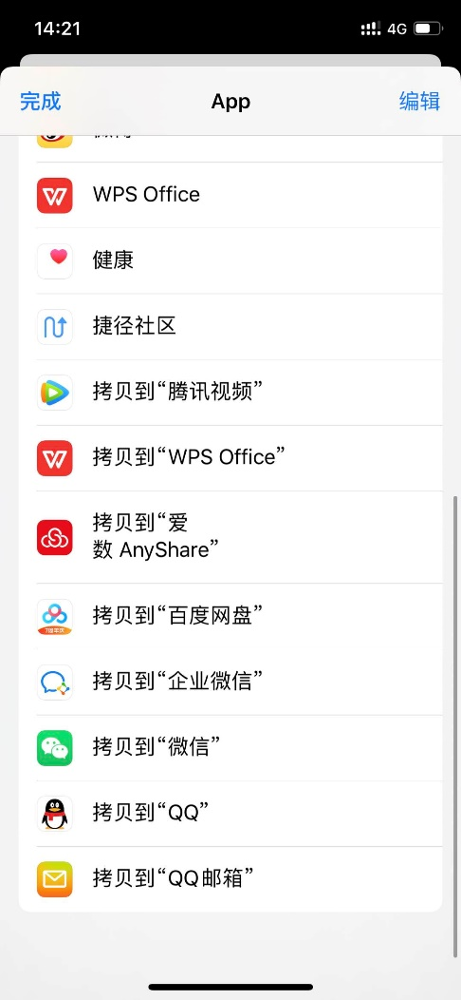 14:21
4G
完成
App
编辑
WPS Office
健康
捷径社区
拷贝到“腾讯视频”
拷贝到“WPS Office”
拷贝到“爱
数 AnyShare”
拷贝到“百度网盘”
拷贝到“企业微信”
拷贝到“微信”
拷贝到“QQ”
拷贝到“QQ邮箱”